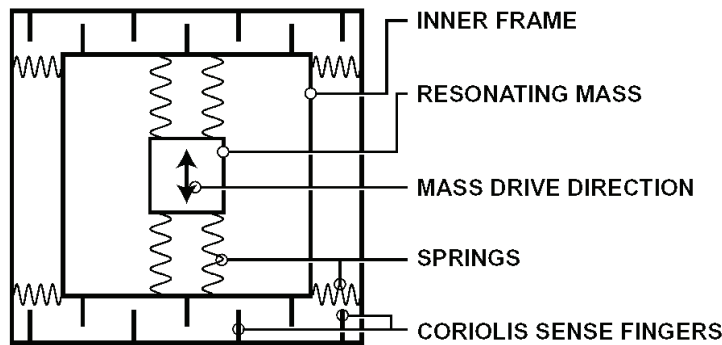 INNER FRAME
RESONATING MASS
MASS DRIVE DIRECTION
SPRINGS
CORIOLIS SENSE FINGERS